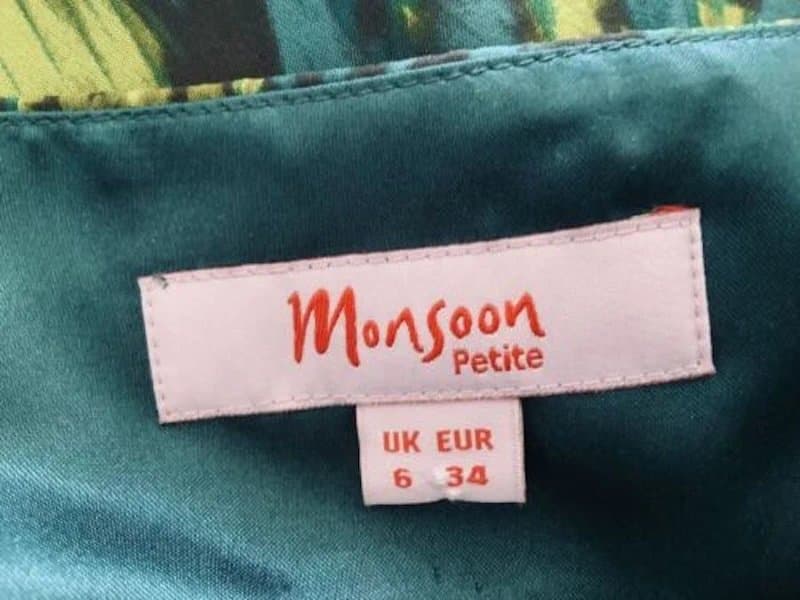 Monsoon
Petite
UK EUR
6 34